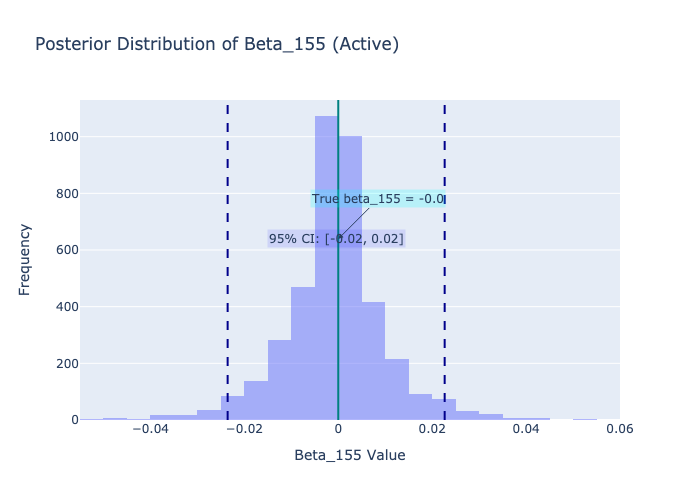 Posterior Distribution of Beta_155 (Active)
1000
800
600
400
200
0
True beta_155 = -0.0
95% CI: [-0.02, 0.02]
−0.04
−0.02
0
0.02
0.04
0.06
Beta_155 Value
Frequency